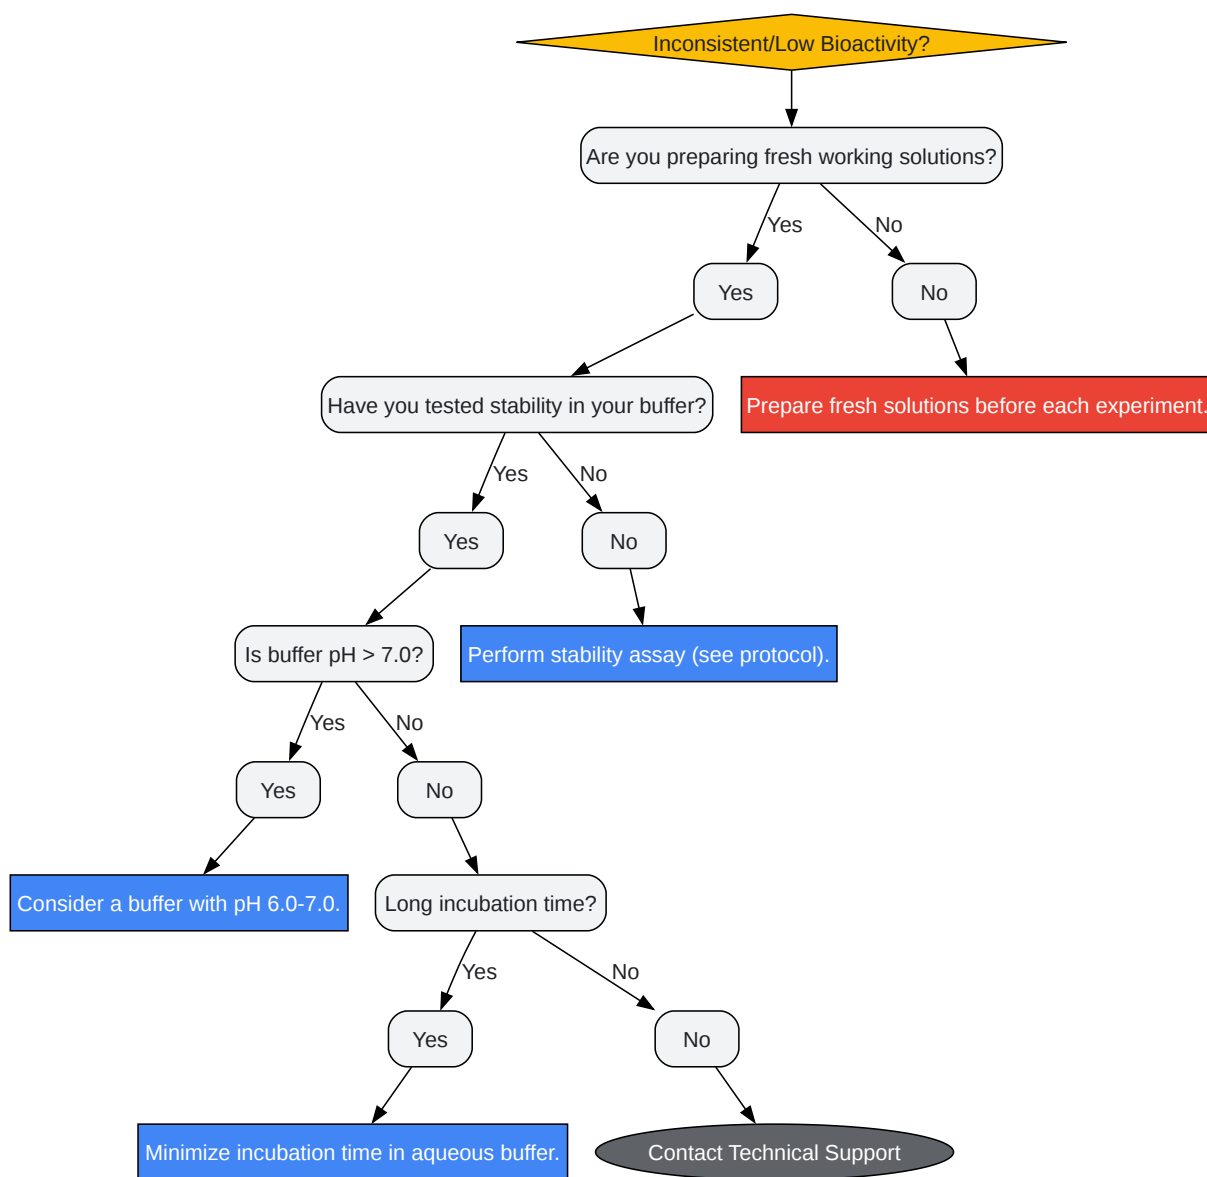 Inconsistent/Low Bioactivity?
Are you preparing fresh working solutions?
Yes
No
Yes
No
Have you tested stability in your buffer?
Prepare fresh solutions before each experiment.
Yes
No
Yes
No
Is buffer pH > 7.0?
Perform stability assay (see protocol).
Yes
No
Yes
No
Consider a buffer with pH 6.0-7.0.
Long incubation time?
Yes
No
Yes
No
Minimize incubation time in aqueous buffer.
Contact Technical Support